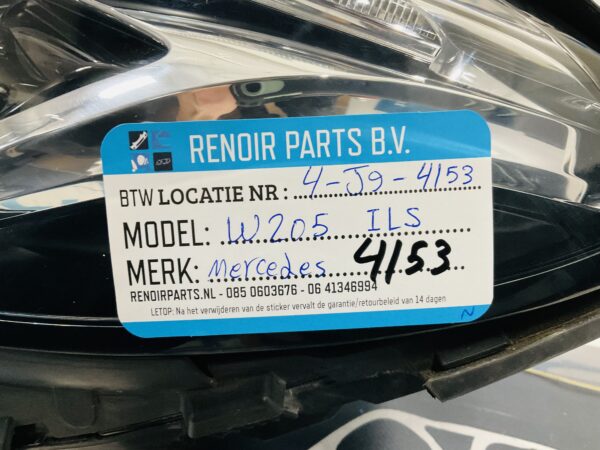 RENOIR PARTS B.V.
BTW LOCATIE NR : 4-J9-4153
MODEL: W205 ILS
MERK: Mercedes 4153
RENOIRPARTS.NL - 085 0603676 - 06 41346994
LETOP: Na het verwijderen van de sticker vervalt de garantie/retourbeleid van 14 dagen
N